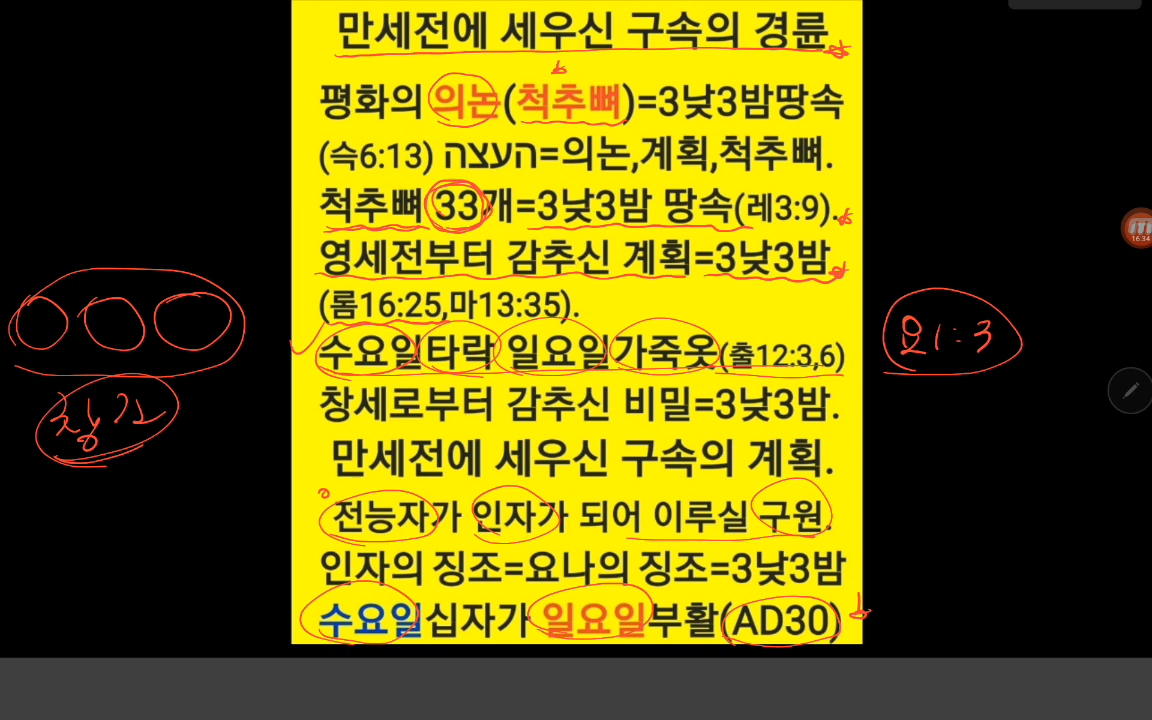 만세전에 세우신 구속의 경륜
평화의 의논(척추뼈)=3낮3밤땅속
(슥6:13) העצה=의논,계획,척추뼈.
척추뼈 33개=3낮3밤 땅속(레3:9).
영세전부터 감추신 계획=3낮3밤
(롬16:25,마13:35).
수요일타락 일요일가죽옷(출12:3,6)
창세로부터 감추신 비밀=3낮3밤.
만세전에 세우신 구속의 계획.
전능자가 인자가 되어 이루실 구원.
인자의 징조=요나의 징조=3낮3밤
수요일십자가 일요일부활(AD30)
요1:3
16:34